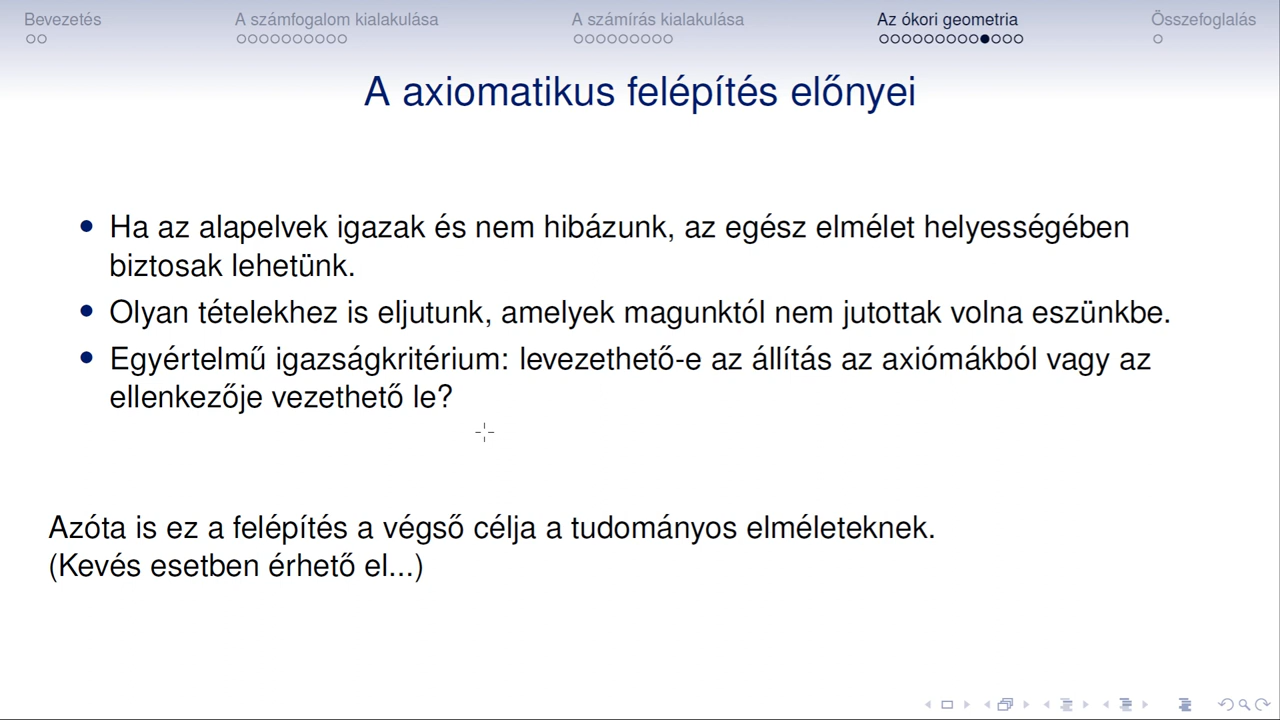 Bevezetés A számfogalom kialakulása A számírás kialakulása Az ókori geometria Összefoglalás
A axiomatikus felépítés előnyei
Ha az alapelvek igazak és nem hibázunk, az egész elmélet helyességében
biztosak lehetünk.
Olyan tételekhez is eljutunk, amelyek magunktól nem jutottak volna eszünkbe.
Egyértelmű igazságkritérium: levezethető-e az állítás az axiómákból vagy az
ellenkezője vezethető le?
Azóta is ez a felépítés a végső célja a tudományos elméleteknek.
(Kevés esetben érhető el...)